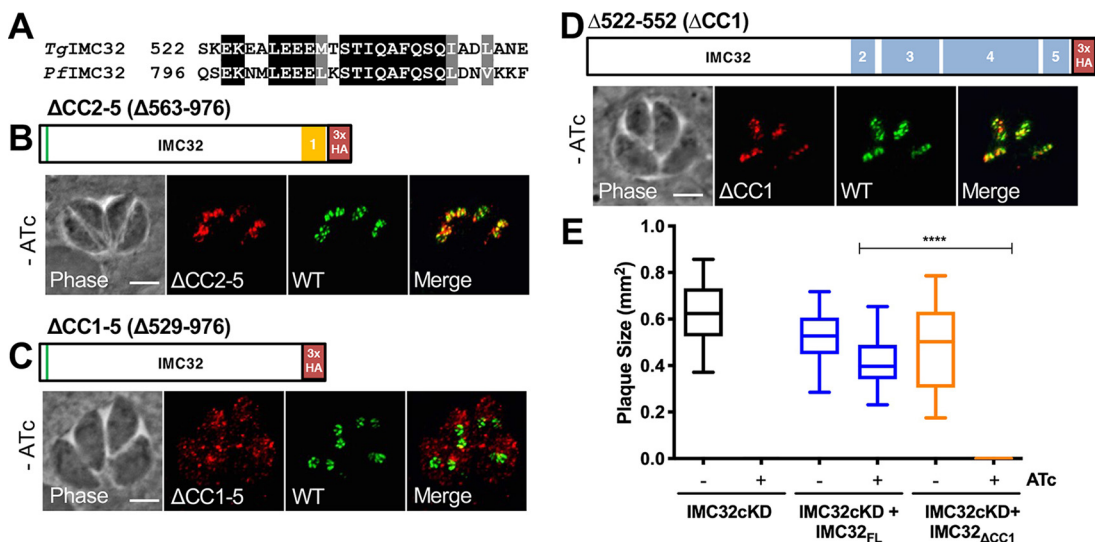 A
TgIMC32 522 SKEKEALEEEMTSTIQAFQSQIADLANE
PfIMC32 796 QSEKNMLEEELKSTIQAFQSQLDNVKKF
B
ΔCC2-5 (Δ563-976)
IMC32 1 3x HA
- ATc
Phase ΔCC2-5 WT Merge
C
ΔCC1-5 (Δ529-976)
IMC32 3x HA
- ATc
Phase ΔCC1-5 WT Merge
D
Δ522-552 (ΔCC1)
IMC32 2 3 4 5 3x HA
- ATc
Phase ΔCC1 WT Merge
E
Plaque Size (mm²)
1.0
0.8
0.6
0.4
0.2
0.0
****
- + - + - + ATc
IMC32cKD IMC32cKD + IMC32cKD+
IMC32FL IMC32ΔCC1